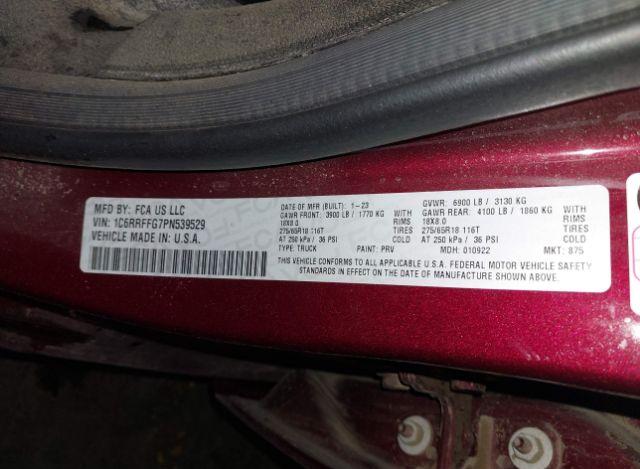 MFD BY: FCA US LLC
VIN: 1C6RRFFG7PN539529
VEHICLE MADE IN: U.S.A.
DATE OF MFR (BUILT): 1-23
GAWR FRONT: 3900 LB / 1770 KG WITH
18X8.0 RIMS
275/65R18 116T TIRES
AT 250 kPa / 36 PSI
GVWR: 6900 LB / 3130 KG
GAWR REAR: 4100 LB / 1860 KG WITH
18X8.0 RIMS
275/65R18 116T TIRES
AT 250 kPa / 36 PSI
TYPE: TRUCK PAINT: PRV MDH: 010922 MKT: 875
THIS VEHICLE CONFORMS TO ALL APPLICABLE U.S.A. FEDERAL MOTOR VEHICLE SAFETY
STANDARDS IN EFFECT ON THE DATE OF MANUFACTURE SHOWN ABOVE.